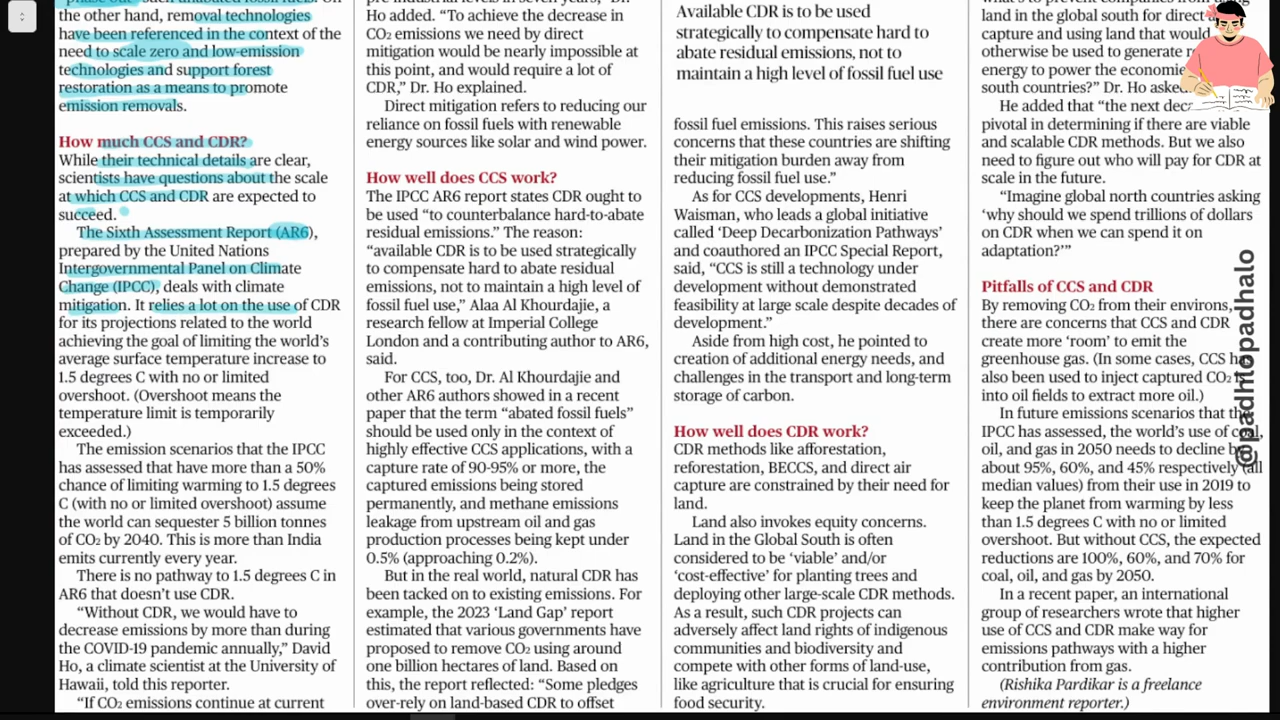 "phase out" such unabated fossil fuels. On
the other hand, removal technologies
have been referenced in the context of the
need to scale zero and low-emission
technologies and support forest
restoration as a means to promote
emission removals.
How much CCS and CDR?
While their technical details are clear,
scientists have questions about the scale
at which CCS and CDR are expected to
succeed.
The Sixth Assessment Report (AR6),
prepared by the United Nations
Intergovernmental Panel on Climate
Change (IPCC), deals with climate
mitigation. It relies a lot on the use of CDR
for its projections related to the world
achieving the goal of limiting the world's
average surface temperature increase to
1.5 degrees C with no or limited
overshoot. (Overshoot means the
temperature limit is temporarily
exceeded.)
The emission scenarios that the IPCC
has assessed that have more than a 50%
chance of limiting warming to 1.5 degrees
C (with no or limited overshoot) assume
the world can sequester 5 billion tonnes
of CO₂ by 2040. This is more than India
emits currently every year.
There is no pathway to 1.5 degrees C in
AR6 that doesn't use CDR.
"Without CDR, we would have to
decrease emissions by more than during
the COVID-19 pandemic annually," David
Ho, a climate scientist at the University of
Hawaii, told this reporter.
"If CO₂ emissions continue at current
pre-industrial levels in seven years," Dr.
Ho added. "To achieve the decrease in
CO₂ emissions we need by direct
mitigation would be nearly impossible at
this point, and would require a lot of
CDR," Dr. Ho explained.
Direct mitigation refers to reducing our
reliance on fossil fuels with renewable
energy sources like solar and wind power.
How well does CCS work?
The IPCC AR6 report states CDR ought to
be used "to counterbalance hard-to-abate
residual emissions." The reason:
"available CDR is to be used strategically
to compensate hard to abate residual
emissions, not to maintain a high level of
fossil fuel use," Alaa Al Khourdajie, a
research fellow at Imperial College
London and a contributing author to AR6,
said.
For CCS, too, Dr. Al Khourdajie and
other AR6 authors showed in a recent
paper that the term "abated fossil fuels"
should be used only in the context of
highly effective CCS applications, with a
capture rate of 90-95% or more, the
captured emissions being stored
permanently, and methane emissions
leakage from upstream oil and gas
production processes being kept under
0.5% (approaching 0.2%).
But in the real world, natural CDR has
been tacked on to existing emissions. For
example, the 2023 'Land Gap' report
estimated that various governments have
proposed to remove CO₂ using around
one billion hectares of land. Based on
this, the report reflected: "Some pledges
over-rely on land-based CDR to offset
Available CDR is to be used
strategically to compensate hard to
abate residual emissions, not to
maintain a high level of fossil fuel use
fossil fuel emissions. This raises serious
concerns that these countries are shifting
their mitigation burden away from
reducing fossil fuel use."
As for CCS developments, Henri
Waisman, who leads a global initiative
called 'Deep Decarbonization Pathways'
and coauthored an IPCC Special Report,
said, "CCS is still a technology under
development without demonstrated
feasibility at large scale despite decades of
development."
Aside from high cost, he pointed to
creation of additional energy needs, and
challenges in the transport and long-term
storage of carbon.
How well does CDR work?
CDR methods like afforestation,
reforestation, BECCS, and direct air
capture are constrained by their need for
land.
Land also invokes equity concerns.
Land in the Global South is often
considered to be 'viable' and/or
'cost-effective' for planting trees and
deploying other large-scale CDR methods.
As a result, such CDR projects can
adversely affect land rights of indigenous
communities and biodiversity and
compete with other forms of land-use,
like agriculture that is crucial for ensuring
food security.
what's to prevent companies from
land in the global south for direct
capture and using land that would
otherwise be used to generate
energy to power the economies
south countries?" Dr. Ho asked.
He added that "the next
pivotal in determining if there are viable
and scalable CDR methods. But we also
need to figure out who will pay for CDR at
scale in the future.
"Imagine global north countries asking
'why should we spend trillions of dollars
on CDR when we can spend it on
adaptation?'"
Pitfalls of CCS and CDR
By removing CO₂ from their environs,
there are concerns that CCS and CDR
create more 'room' to emit the
greenhouse gas. (In some cases, CCS has
also been used to inject captured CO₂
into oil fields to extract more oil.)
In future emissions scenarios that the
IPCC has assessed, the world's use of coal,
oil, and gas in 2050 needs to decline by
about 95%, 60%, and 45% respectively (all
median values) from their use in 2019 to
keep the planet from warming by less
than 1.5 degrees C with no or limited
overshoot. But without CCS, the expected
reductions are 100%, 60%, and 70% for
coal, oil, and gas by 2050.
In a recent paper, an international
group of researchers wrote that higher
use of CCS and CDR make way for
emissions pathways with a higher
contribution from gas.
(Rishika Pardikar is a freelance
environment reporter.)
@padhtopadhalo